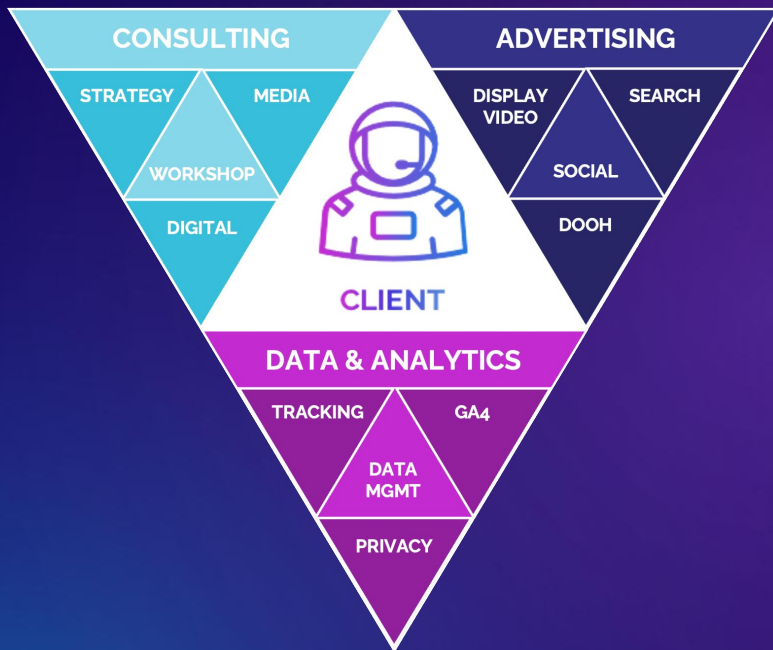 CONSULTING
STRATEGY
MEDIA
WORKSHOP
DIGITAL
ADVERTISING
DISPLAY
VIDEO
SEARCH
SOCIAL
DOOH
CLIENT
DATA & ANALYTICS
TRACKING
GA4
DATA
MGMT
PRIVACY